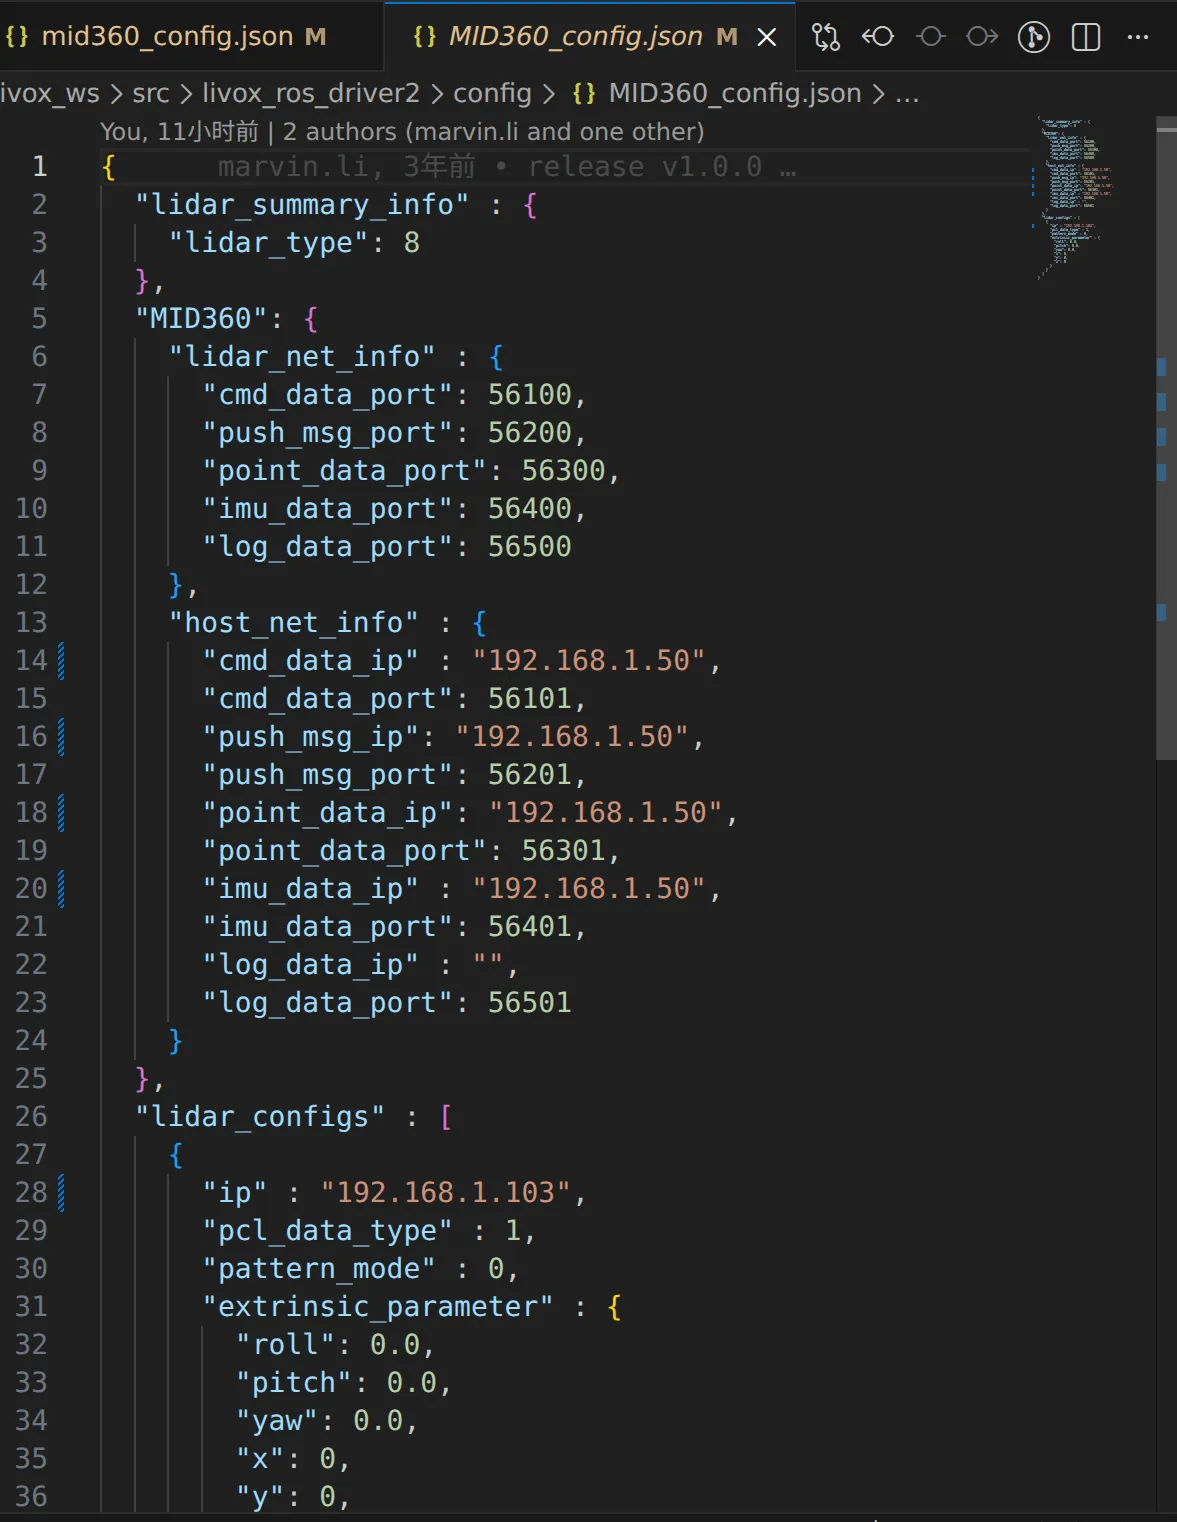 {} mid360_config.json M {} MID360_config.json M
ivox_ws > src > livox_ros_driver2 > config > {} MID360_config.json > ...
You, 11小时前 | 2 authors (marvin.li and one other)
1 { marvin.li, 3年前 • release v1.0.0 …
2 "lidar_summary_info" : {
3 "lidar_type": 8
4 },
5 "MID360": {
6 "lidar_net_info" : {
7 "cmd_data_port": 56100,
8 "push_msg_port": 56200,
9 "point_data_port": 56300,
10 "imu_data_port": 56400,
11 "log_data_port": 56500
12 },
13 "host_net_info" : {
14 "cmd_data_ip" : "192.168.1.50",
15 "cmd_data_port": 56101,
16 "push_msg_ip": "192.168.1.50",
17 "push_msg_port": 56201,
18 "point_data_ip": "192.168.1.50",
19 "point_data_port": 56301,
20 "imu_data_ip" : "192.168.1.50",
21 "imu_data_port": 56401,
22 "log_data_ip" : "",
23 "log_data_port": 56501
24 }
25 },
26 "lidar_configs" : [
27 {
28 "ip" : "192.168.1.103",
29 "pcl_data_type" : 1,
30 "pattern_mode" : 0,
31 "extrinsic_parameter" : {
32 "roll": 0.0,
33 "pitch": 0.0,
34 "yaw": 0.0,
35 "x": 0,
36 "y": 0,